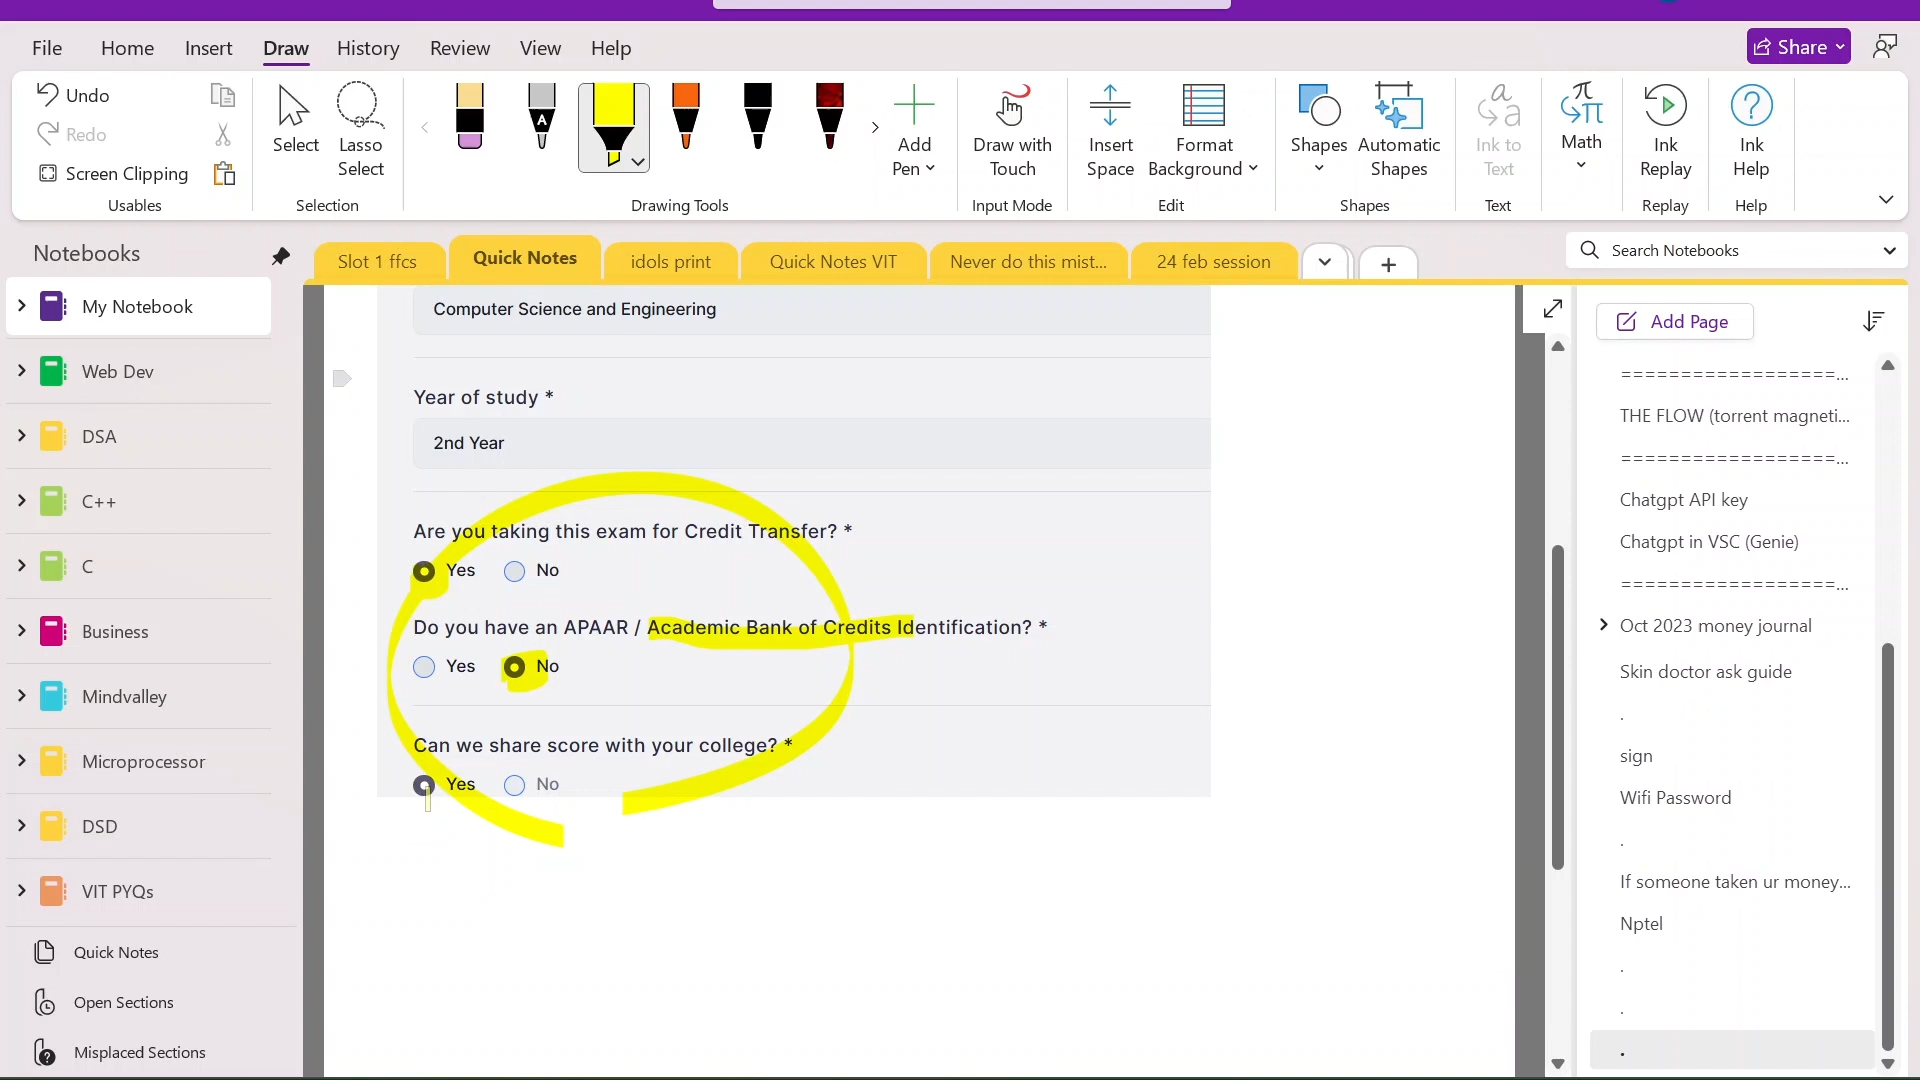 File Home Insert Draw History Review View Help
Share
Undo
Redo
Screen Clipping
Usables
Select
Lasso Select
Selection
A
Drawing Tools
Add Pen
Draw with Touch
Input Mode
Insert Space
Format Background
Edit
Shapes
Automatic Shapes
Shapes
Ink to Text
Text
Math
Ink Replay
Replay
Ink Help
Help
Notebooks
Slot 1 ffcs
Quick Notes
idols print
Quick Notes VIT
Never do this mist...
24 feb session
Search Notebooks
My Notebook
Web Dev
DSA
C++
C
Business
Mindvalley
Microprocessor
DSD
VIT PYQs
Quick Notes
Open Sections
Misplaced Sections
Computer Science and Engineering
Year of study *
2nd Year
Are you taking this exam for Credit Transfer? *
Yes No
Do you have an APAAR / Academic Bank of Credits Identification? *
Yes No
Can we share score with your college? *
Yes No
Add Page
==================...
THE FLOW (torrent magneti...
==================...
Chatgpt API key
Chatgpt in VSC (Genie)
==================...
Oct 2023 money journal
Skin doctor ask guide
.
sign
Wifi Password
.
If someone taken ur money...
Nptel
.
.
.